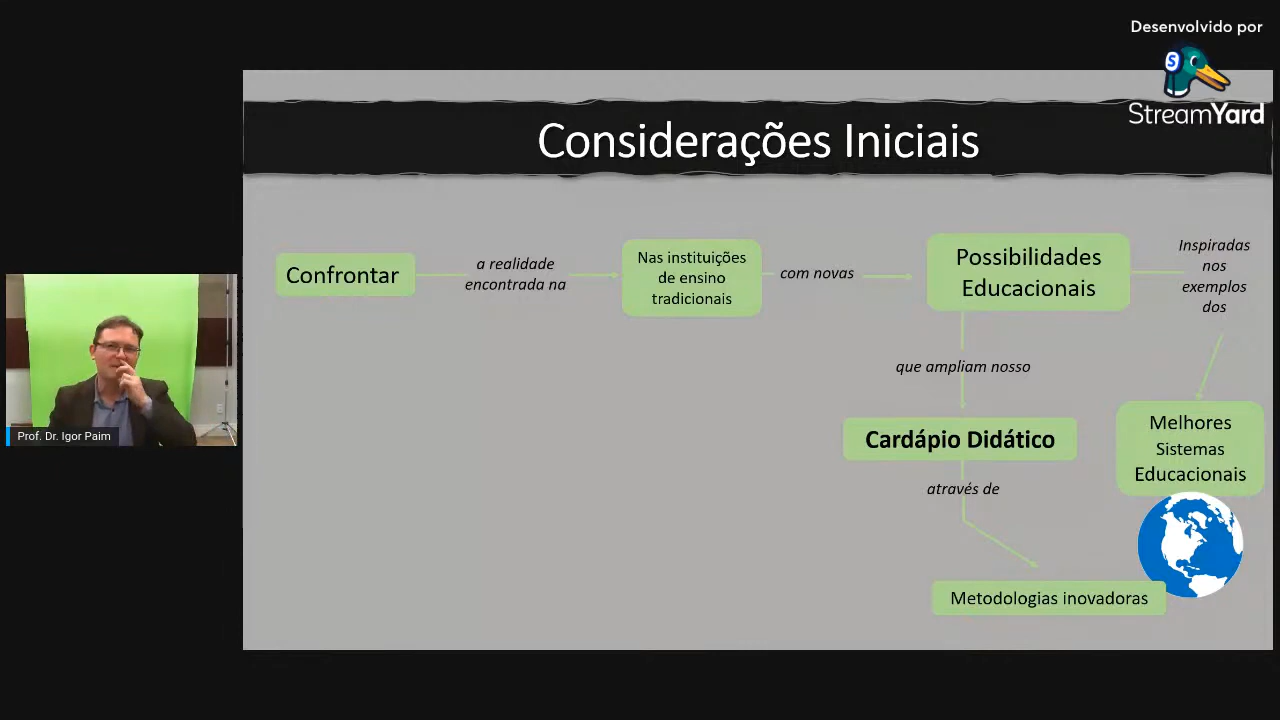 Desenvolvido por
StreamYard
Considerações Iniciais
Confrontar
a realidade
encontrada na
Nas instituições
de ensino
tradicionais
com novas
Possibilidades
Educacionais
Inspiradas
nos
exemplos
dos
que ampliam nosso
Melhores
Sistemas
Educacionais
Cardápio Didático
através de
Metodologias inovadoras
Prof. Dr. Igor Paim